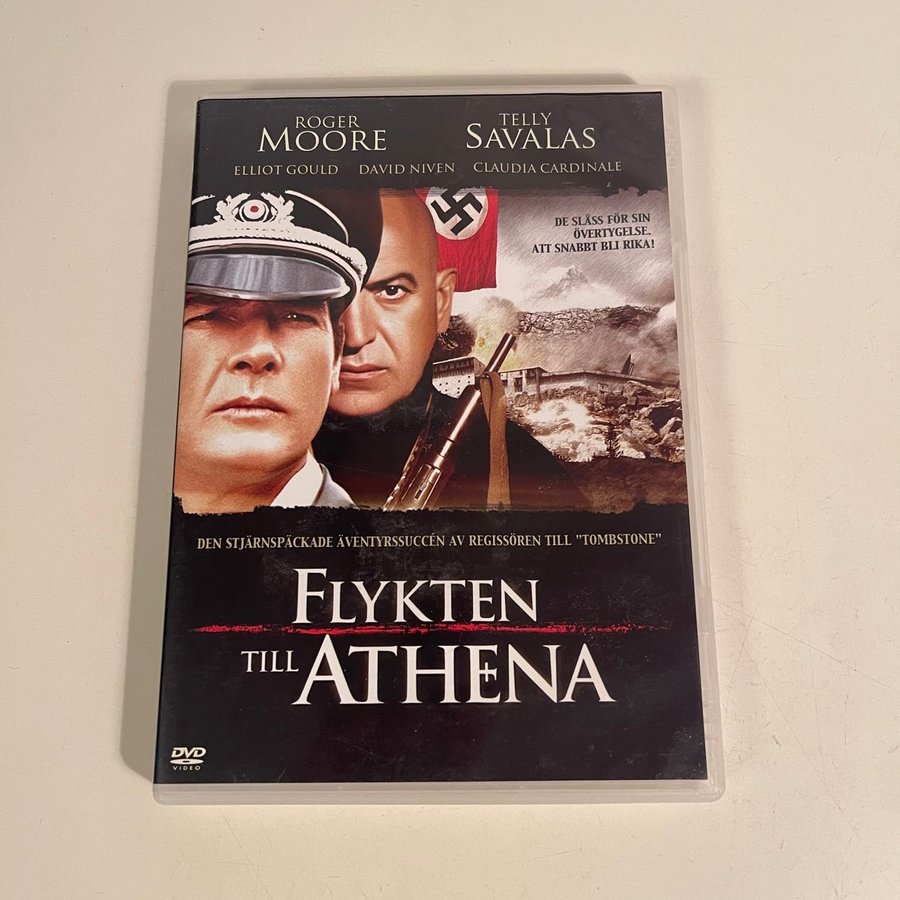 ROGER
MOORE
TELLY
SAVALAS
ELLIOT GOULD DAVID NIVEN CLAUDIA CARDINALE
DE SLÅSS FÖR SIN
ÖVERTYGELSE.
ATT SNABBT BLI RIKA!
DEN STJÄRNSPÄCKADE ÄVENTYRSSUCCÉN AV REGISSÖREN TILL "TOMBSTONE"
FLYKTEN
TILL ATHENA
DVD
VIDEO